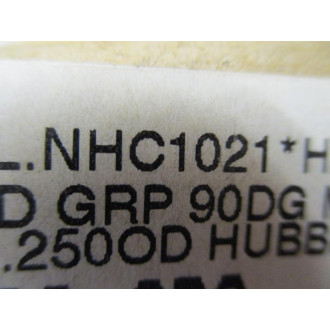 L.NHC1021*H
D GRP 90DG
.250OD HUBB